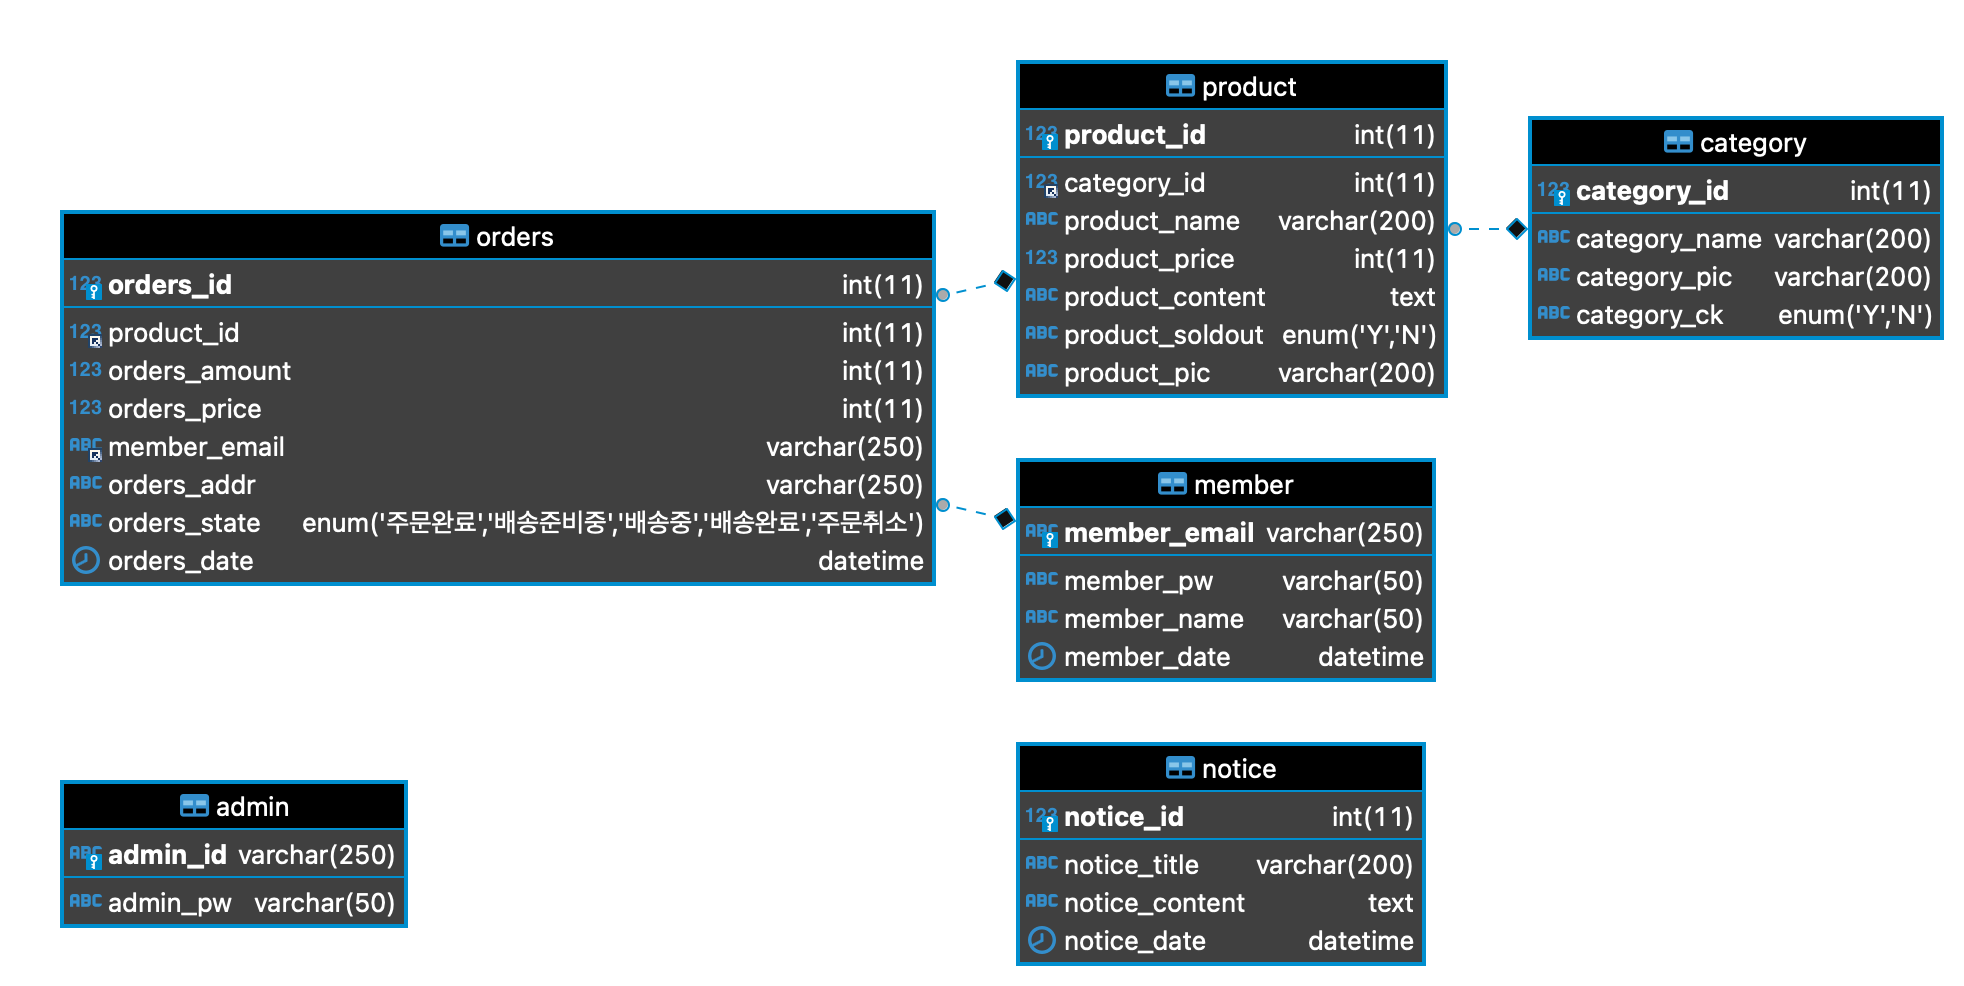 orders
123 orders_id int(11)
123 product_id int(11)
123 orders_amount int(11)
123 orders_price int(11)
ABC member_email varchar(250)
ABC orders_addr varchar(250)
ABC orders_state enum('주문완료','배송준비중','배송중','배송완료','주문취소')
orders_date datetime
product
123 product_id int(11)
123 category_id int(11)
ABC product_name varchar(200)
123 product_price int(11)
ABC product_content text
ABC product_soldout enum('Y','N')
ABC product_pic varchar(200)
category
123 category_id int(11)
ABC category_name varchar(200)
ABC category_pic varchar(200)
ABC category_ck enum('Y','N')
member
ABC member_email varchar(250)
ABC member_pw varchar(50)
ABC member_name varchar(50)
member_date datetime
admin
ABC admin_id varchar(250)
ABC admin_pw varchar(50)
notice
123 notice_id int(11)
ABC notice_title varchar(200)
ABC notice_content text
notice_date datetime